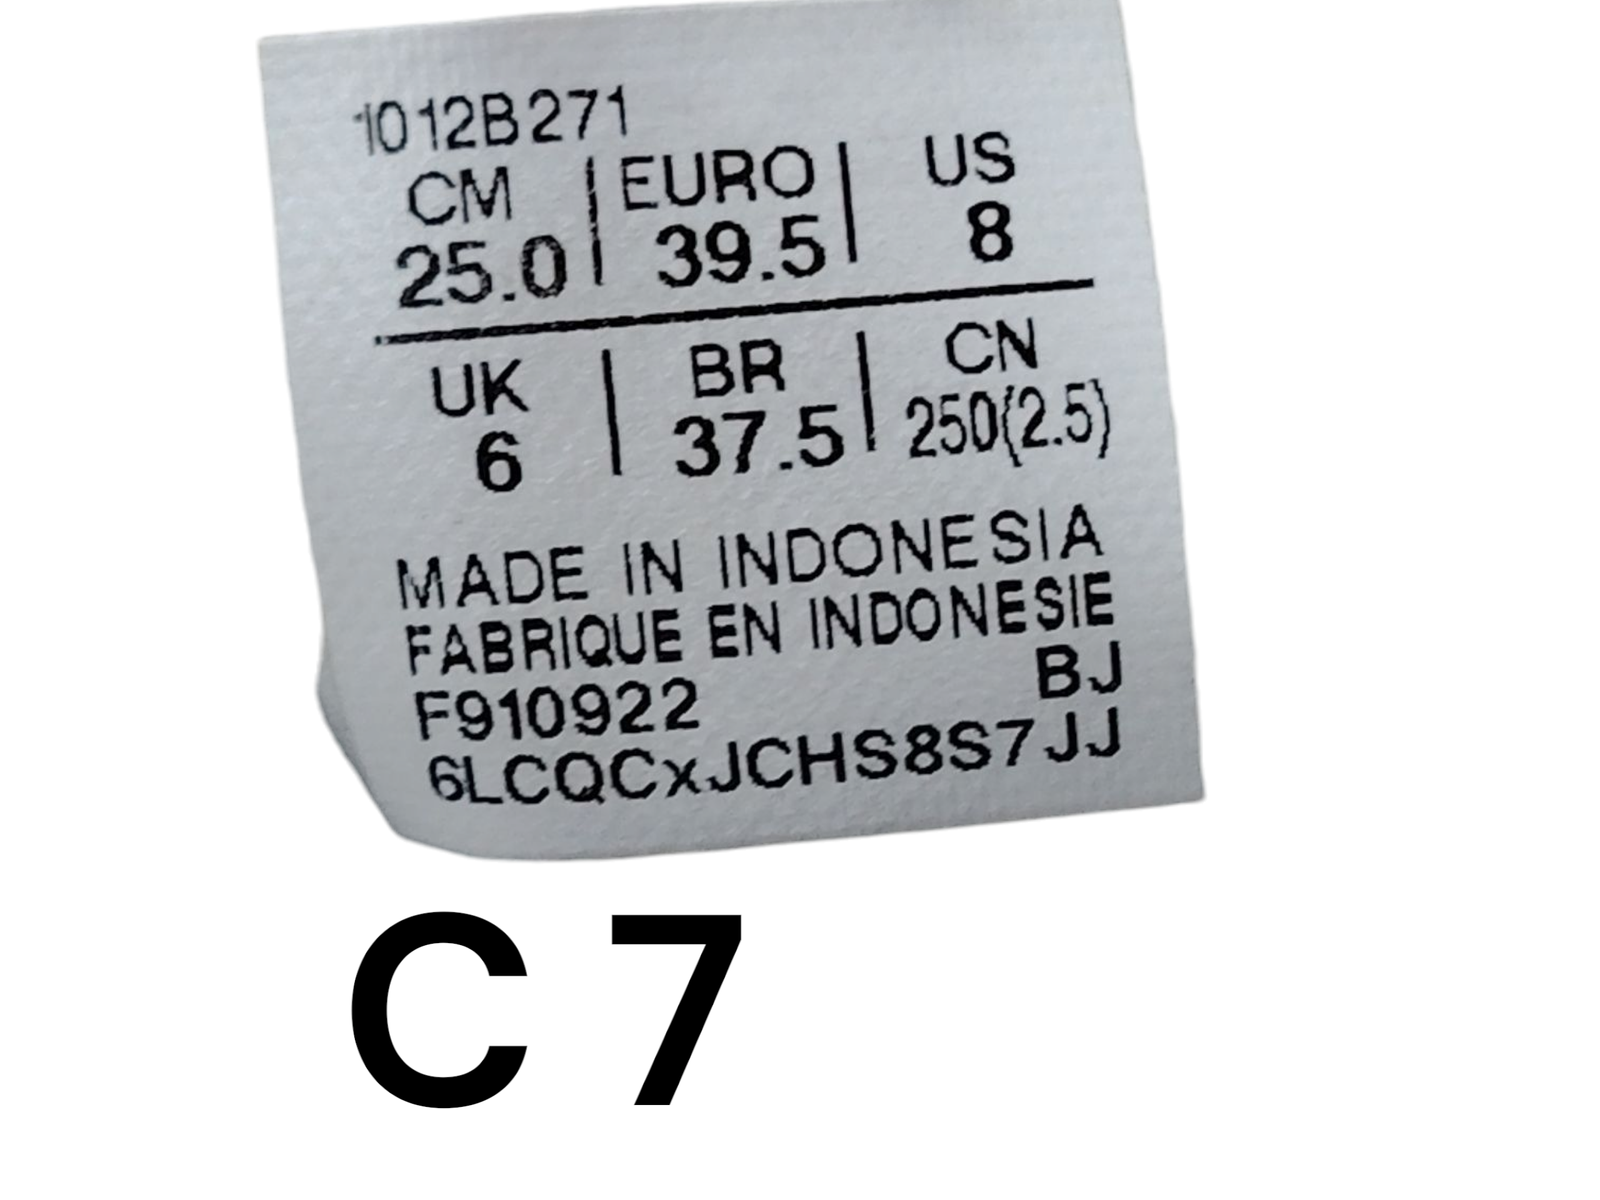 1012B271
CM | EURO | US
25.0 | 39.5 | 8
UK | BR | CN
6 | 37.5 | 250(2.5)
MADE IN INDONESIA
FABRIQUE EN INDONESIE
F910922 BJ
6LCQCxJCHS8S7JJ
C 7